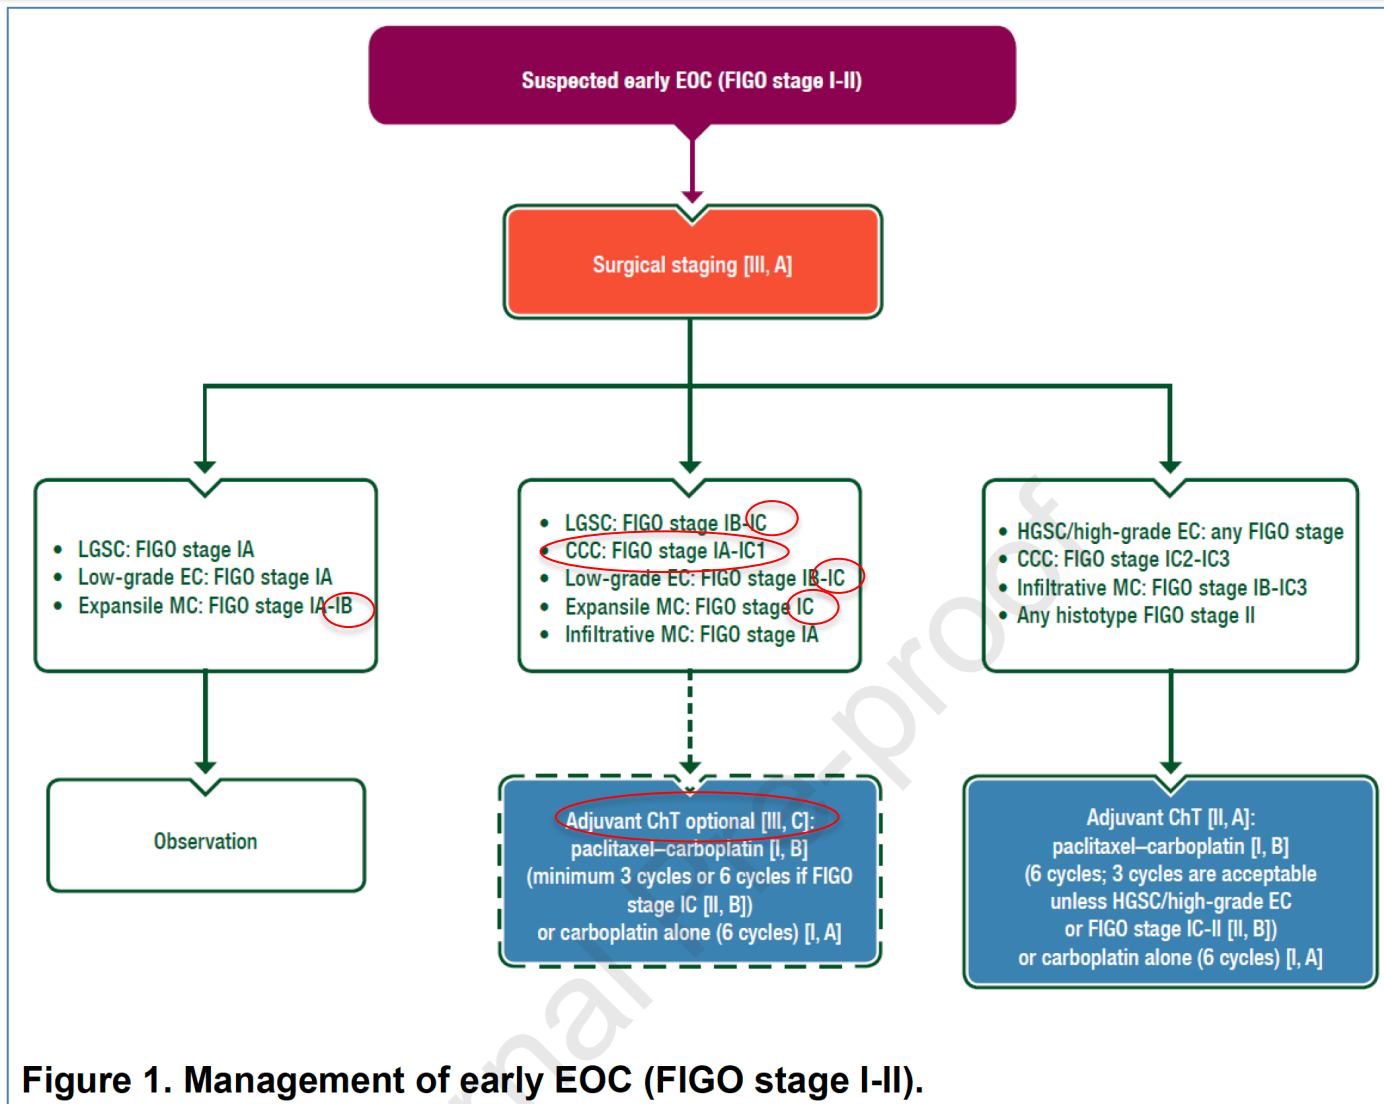 Suspected early EOC (FIGO stage I-II)
Surgical staging [III, A]
• LGSC: FIGO stage IA
• Low-grade EC: FIGO stage IA
• Expansile MC: FIGO stage IA-IB
• LGSC: FIGO stage IB-IC
• CCC: FIGO stage IA-IC1
• Low-grade EC: FIGO stage IB-IC
• Expansile MC: FIGO stage IC
• Infiltrative MC: FIGO stage IA
• HGSC/high-grade EC: any FIGO stage
• CCC: FIGO stage IC2-IC3
• Infiltrative MC: FIGO stage IB-IC3
• Any histotype FIGO stage II
Observation
Adjuvant ChT optional [III, C]:
paclitaxel–carboplatin [I, B]
(minimum 3 cycles or 6 cycles if FIGO
stage IC [II, B])
or carboplatin alone (6 cycles) [I, A]
Adjuvant ChT [II, A]:
paclitaxel–carboplatin [I, B]
(6 cycles; 3 cycles are acceptable
unless HGSC/high-grade EC
or FIGO stage IC-II [II, B])
or carboplatin alone (6 cycles) [I, A]
Figure 1. Management of early EOC (FIGO stage I-II).